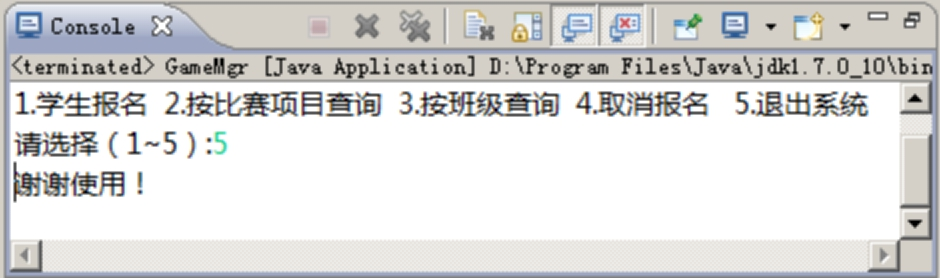 Console
<terminated> GameMgr [Java Application] D:\Program Files\Java\jdk1.7.0_10\bin
1.学生报名 2.按比赛项目查询 3.按班级查询 4.取消报名 5.退出系统
请选择（1~5）:5
谢谢使用！